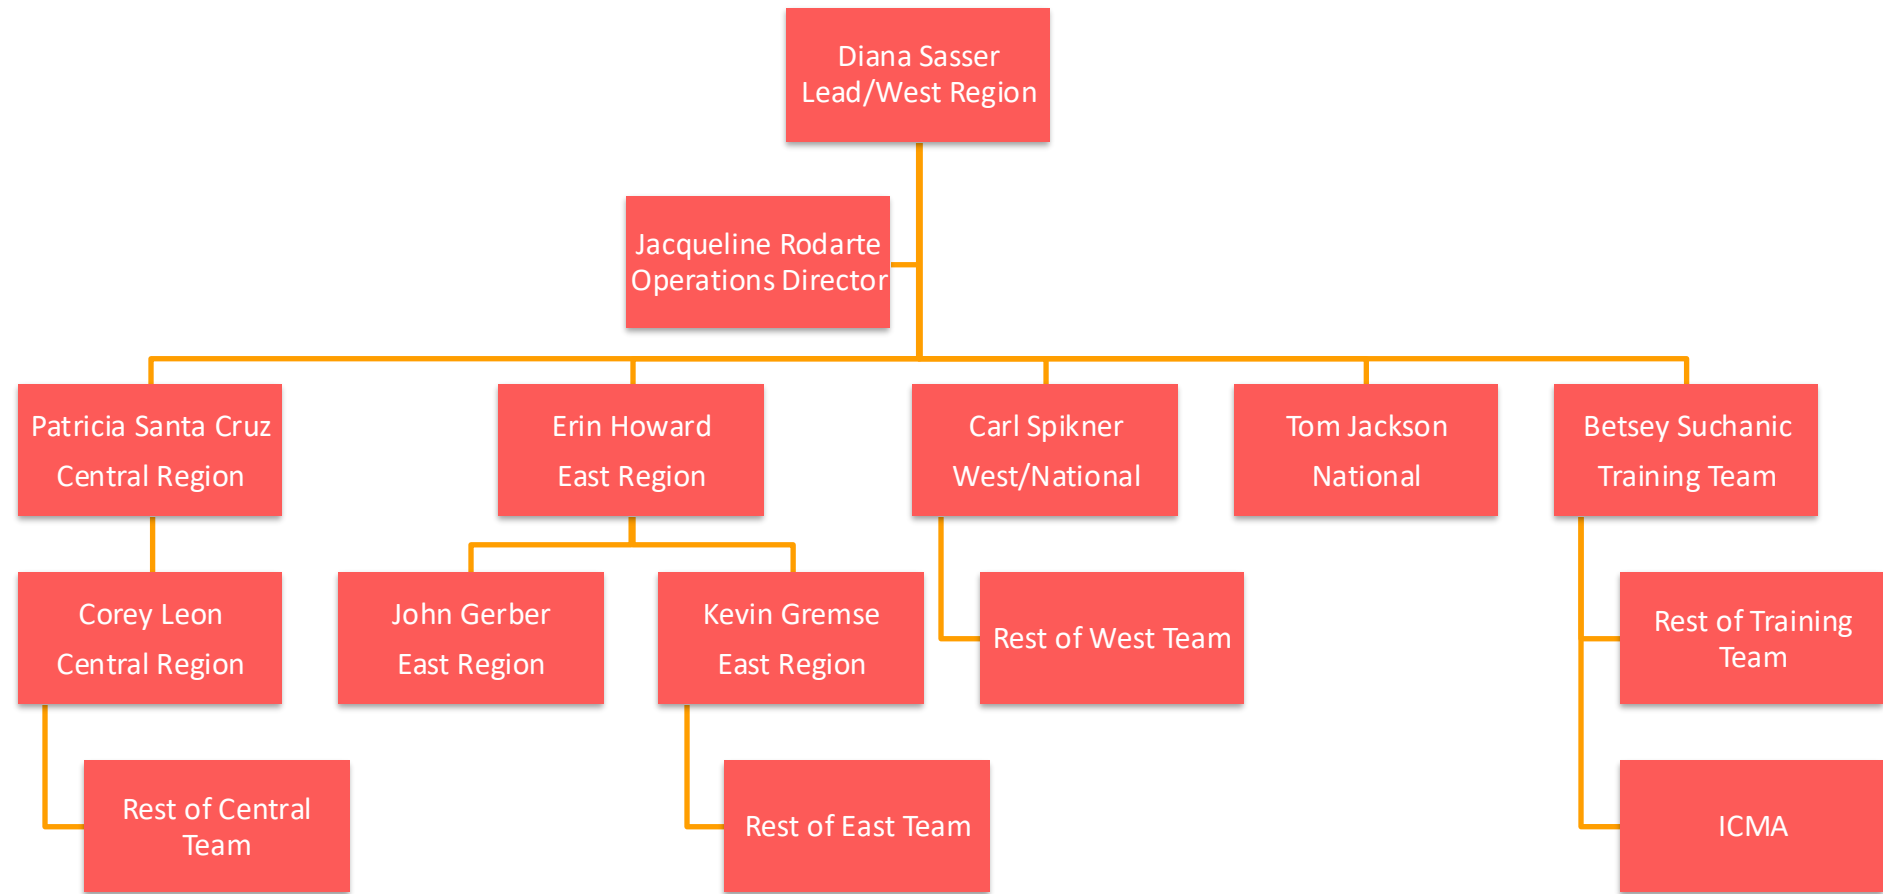 Diana Sasser
Lead/West Region
Jacqueline Rodarte
Operations Director
Patricia Santa Cruz
Central Region
Erin Howard
East Region
Carl Spikner
West/National
Tom Jackson
National
Betsey Suchanic
Training Team
Corey Leon
Central Region
John Gerber
East Region
Kevin Gremse
East Region
Rest of West Team
Rest of Training
Team
Rest of Central
Team
Rest of East Team
ICMA